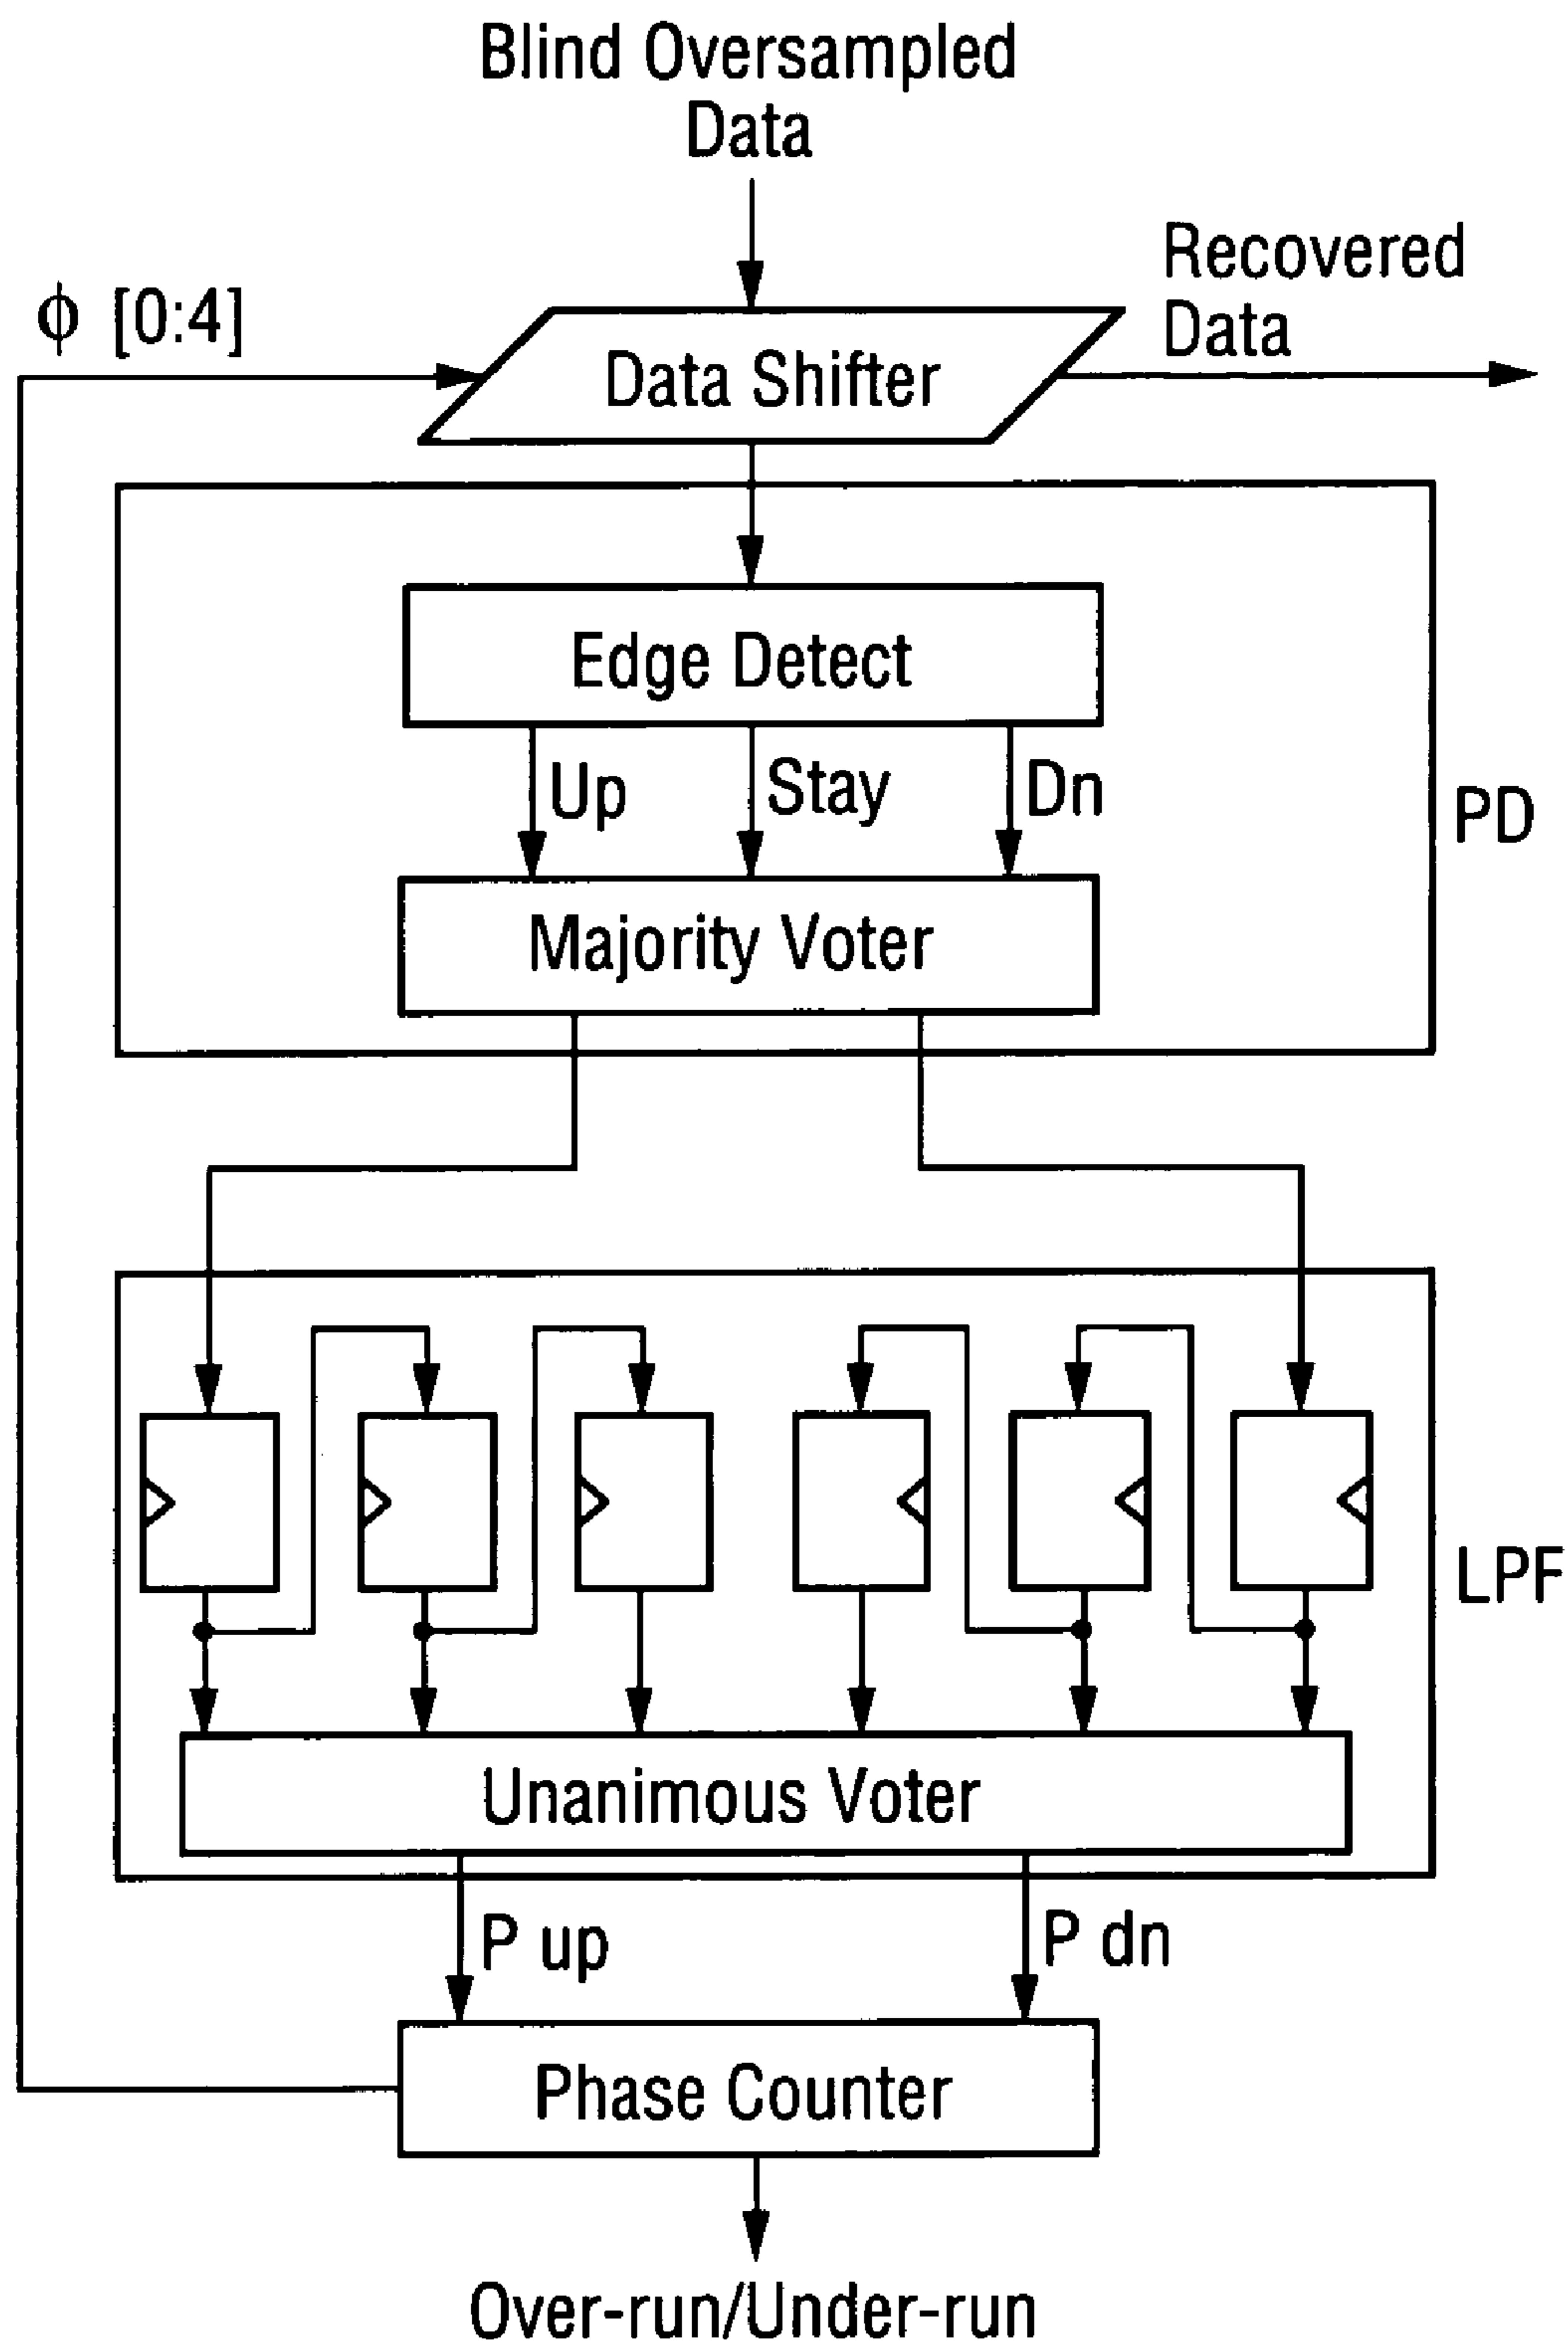 Blind Oversampled
Data
Recovered
Data
ϕ [0:4]
Data Shifter
Edge Detect
Up
Stay
Dn
PD
Majority Voter
LPF
Unanimous Voter
P up
P dn
Phase Counter
Over-run/Under-run